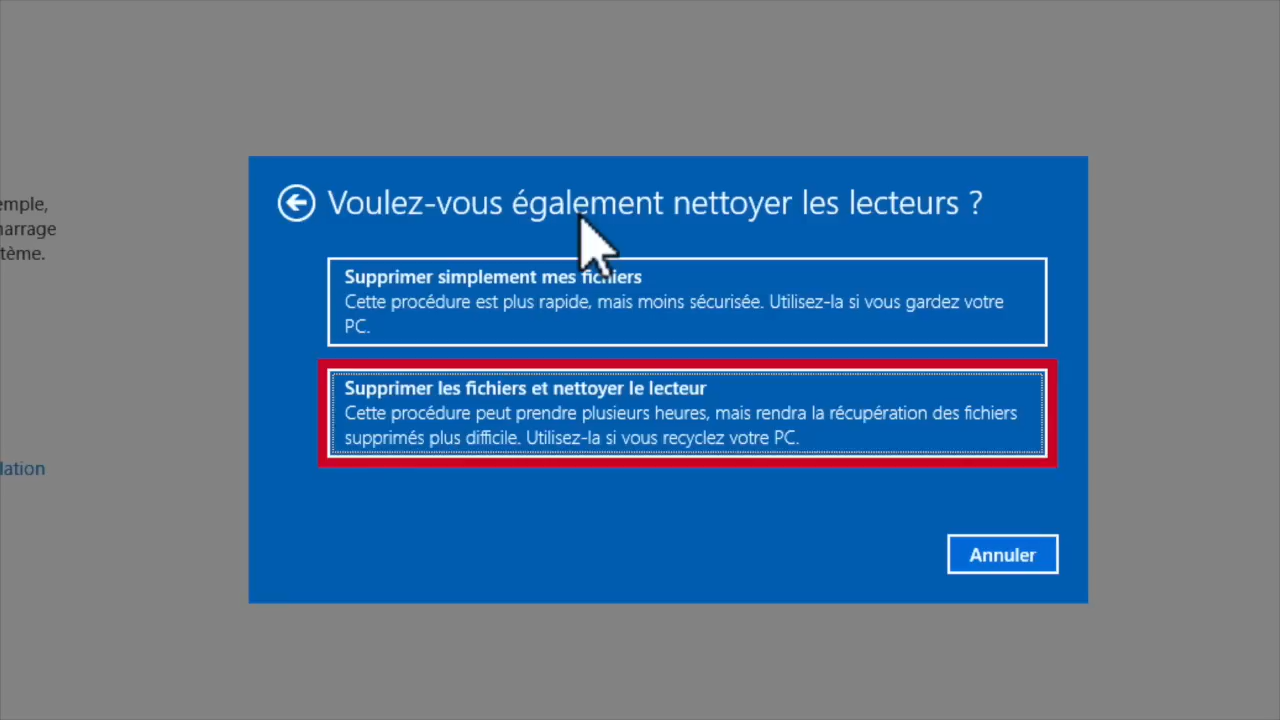 Voulez-vous également nettoyer les lecteurs ?
Supprimer simplement mes fichiers
Cette procédure est plus rapide, mais moins sécurisée. Utilisez-la si vous gardez votre
PC.
Supprimer les fichiers et nettoyer le lecteur
Cette procédure peut prendre plusieurs heures, mais rendra la récupération des fichiers
supprimés plus difficile. Utilisez-la si vous recyclez votre PC.
Annuler
emple,
narrage
tème.
lation